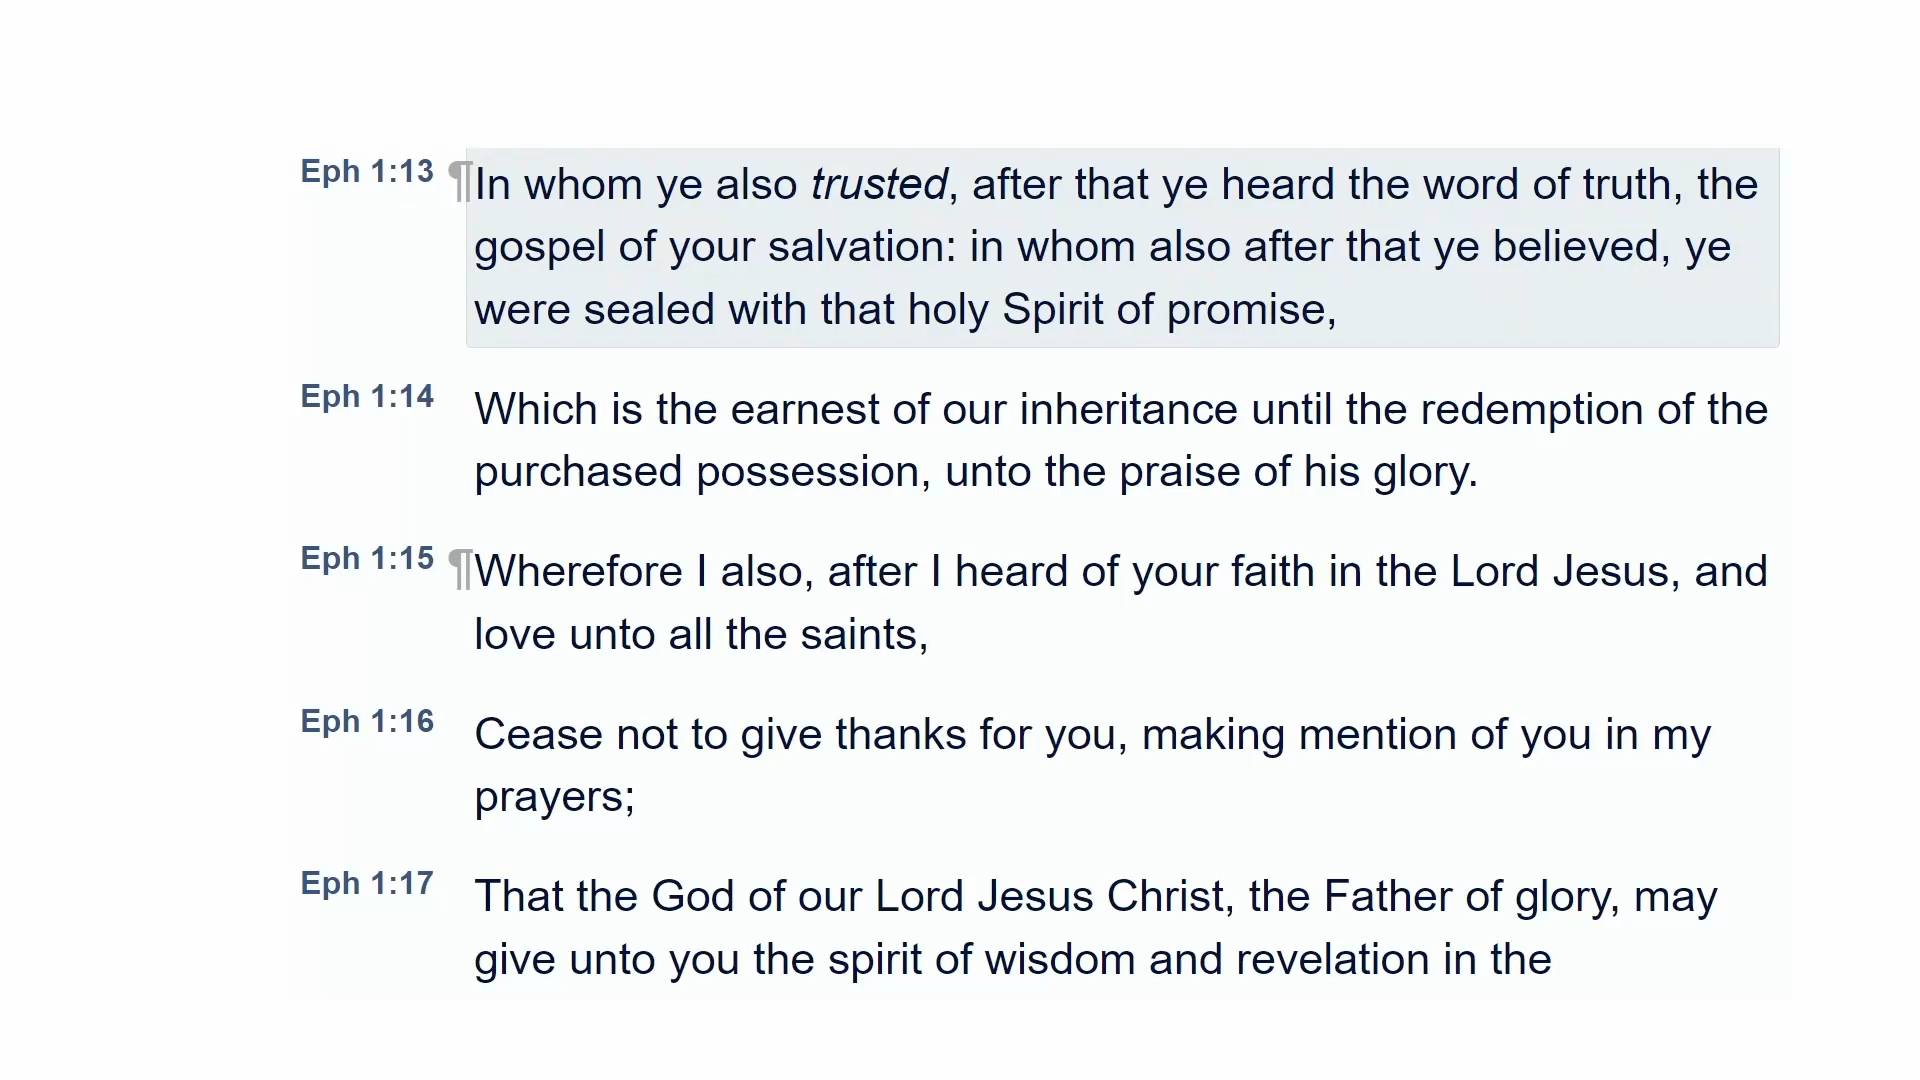 Eph 1:13 ¶In whom ye also trusted, after that ye heard the word of truth, the
gospel of your salvation: in whom also after that ye believed, ye
were sealed with that holy Spirit of promise,
Eph 1:14 Which is the earnest of our inheritance until the redemption of the
purchased possession, unto the praise of his glory.
Eph 1:15 ¶Wherefore I also, after I heard of your faith in the Lord Jesus, and
love unto all the saints,
Eph 1:16 Cease not to give thanks for you, making mention of you in my
prayers;
Eph 1:17 That the God of our Lord Jesus Christ, the Father of glory, may
give unto you the spirit of wisdom and revelation in the